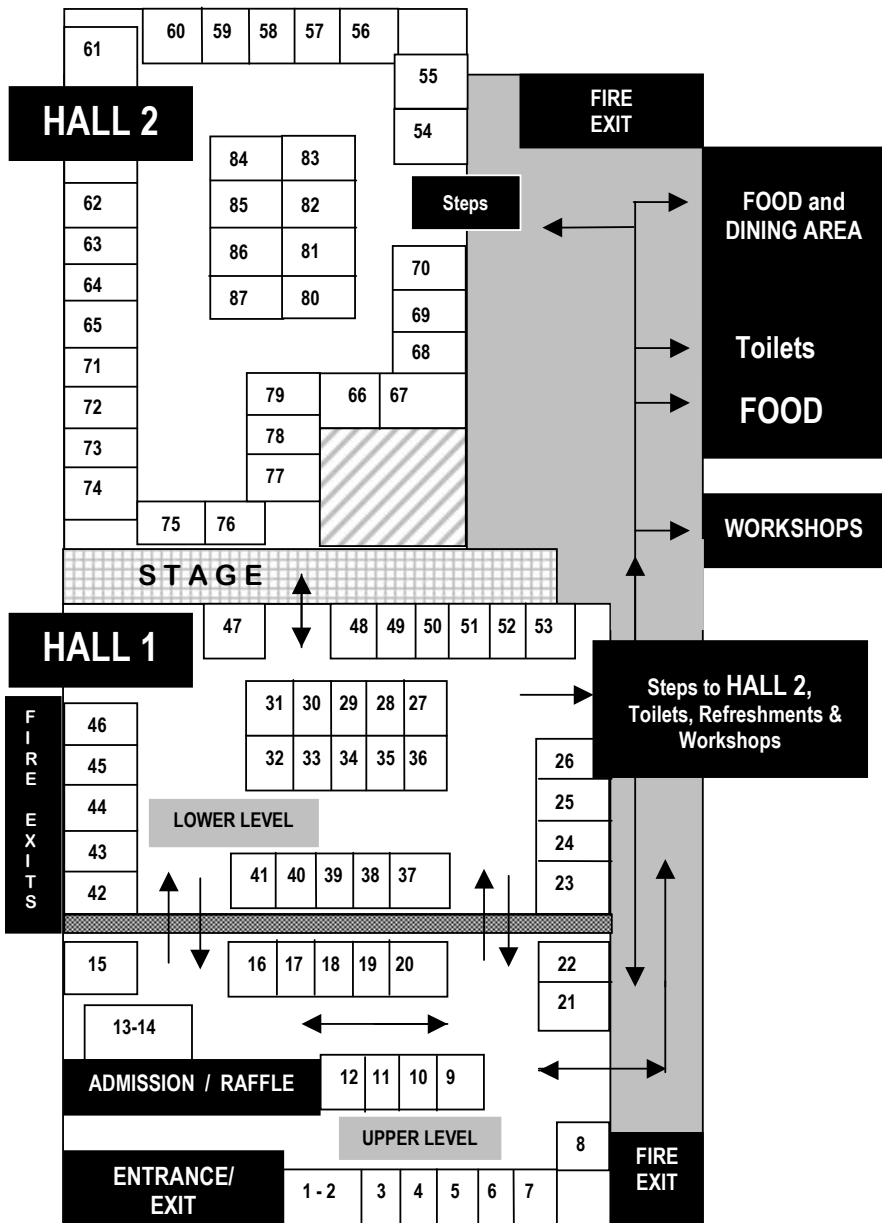 60 59 58 57 56
61
55
HALL 2
FIRE
EXIT
54
84 83
62
85 82
Steps
FOOD and
DINING AREA
63
86 81
70
64
87 80
65
69
Toilets
71
68
72
79
66 67
FOOD
73
78
74
77
75 76
WORKSHOPS
STAGE
47
48 49 50 51 52 53
HALL 1
Steps to HALL 2,
Toilets, Refreshments &
Workshops
31 30 29 28 27
FIRE EXITS
46
32 33 34 35 36
26
45
25
44
LOWER LEVEL
24
43
41 40 39 38 37
23
42
15
16 17 18 19 20
22
21
13-14
ADMISSION / RAFFLE
12 11 10 9
UPPER LEVEL
8
FIRE
EXIT
ENTRANCE/
EXIT
1 - 2 3 4 5 6 7